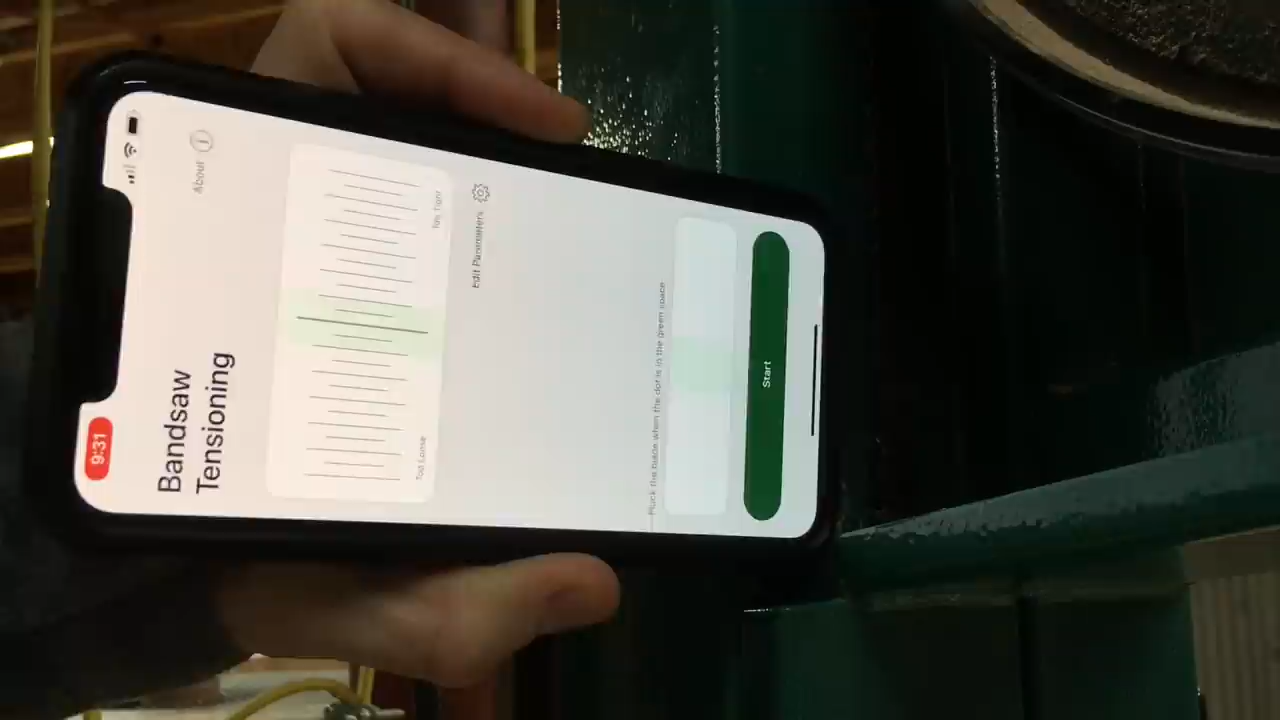 9:31
About
Bandsaw
Tensioning
Too Loose
Too Tight
Edit Parameters
Pluck the blade when the dot is in the green space
Start